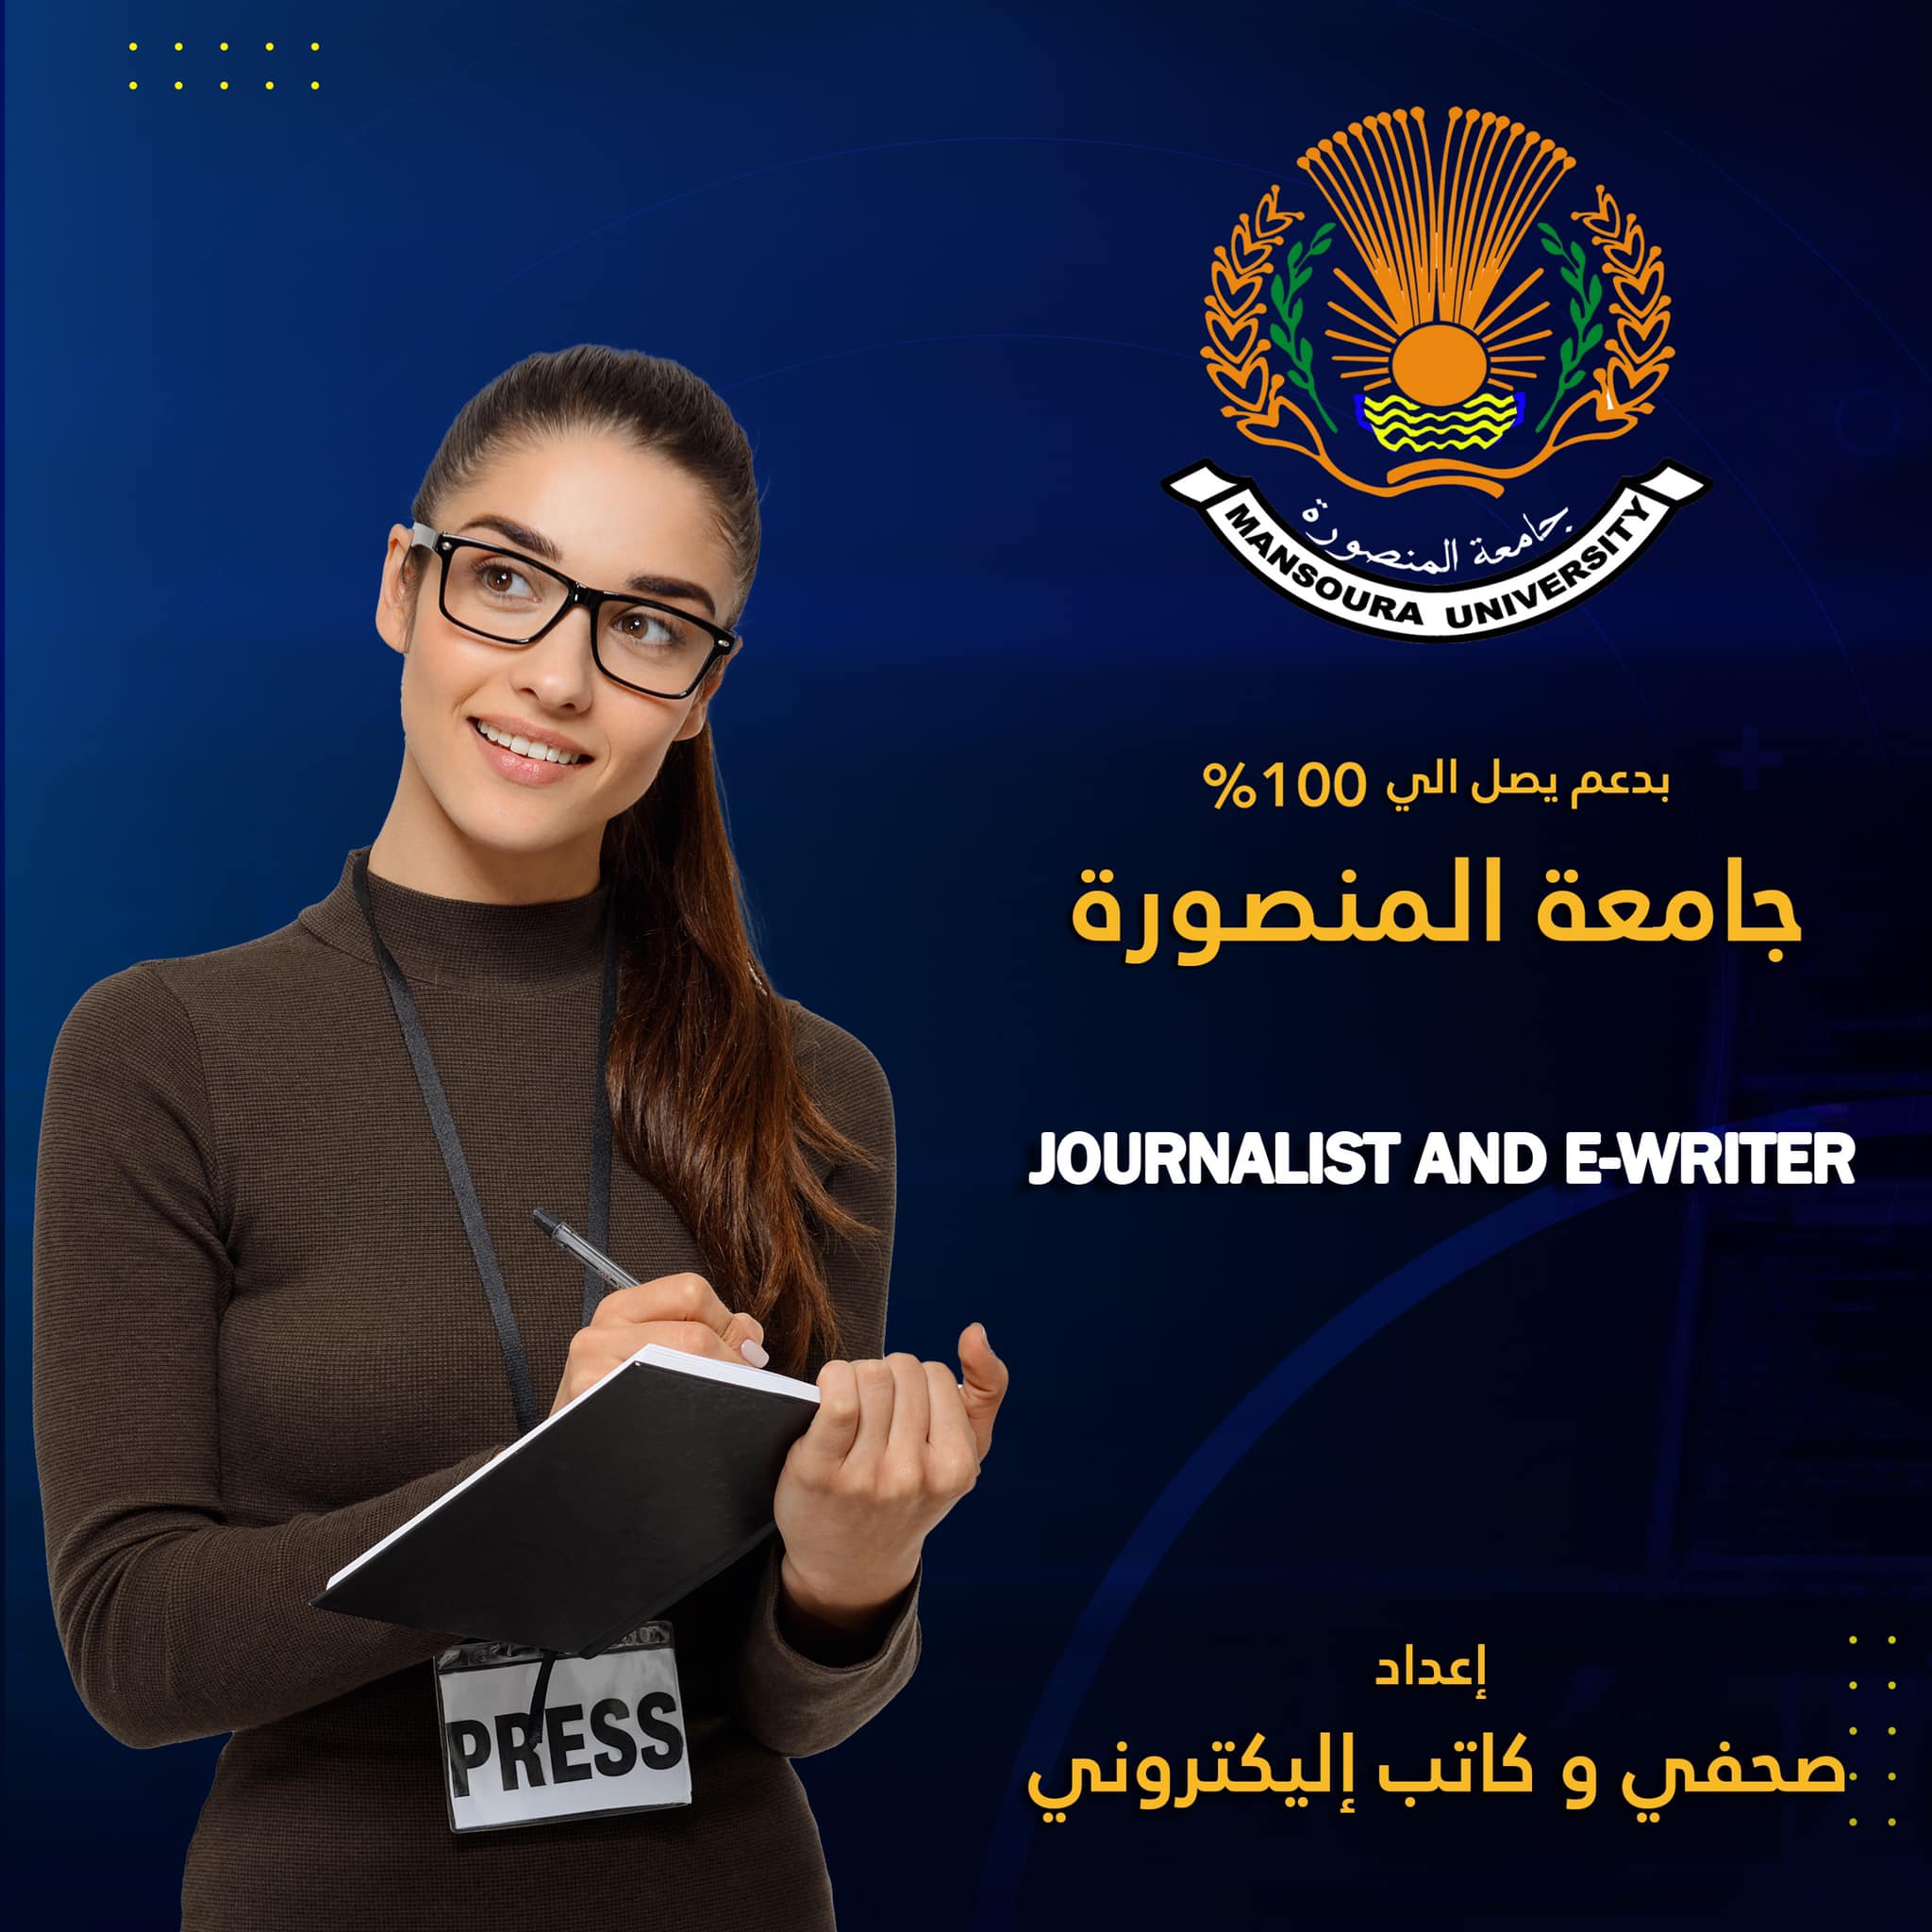 جامعة المنصورة
MANSOURA UNIVERSITY
بدعم يصل الي 100%
جامعة المنصورة
JOURNALIST AND E-WRITER
PRESS
إعداد
صحفي و كاتب إليكتروني